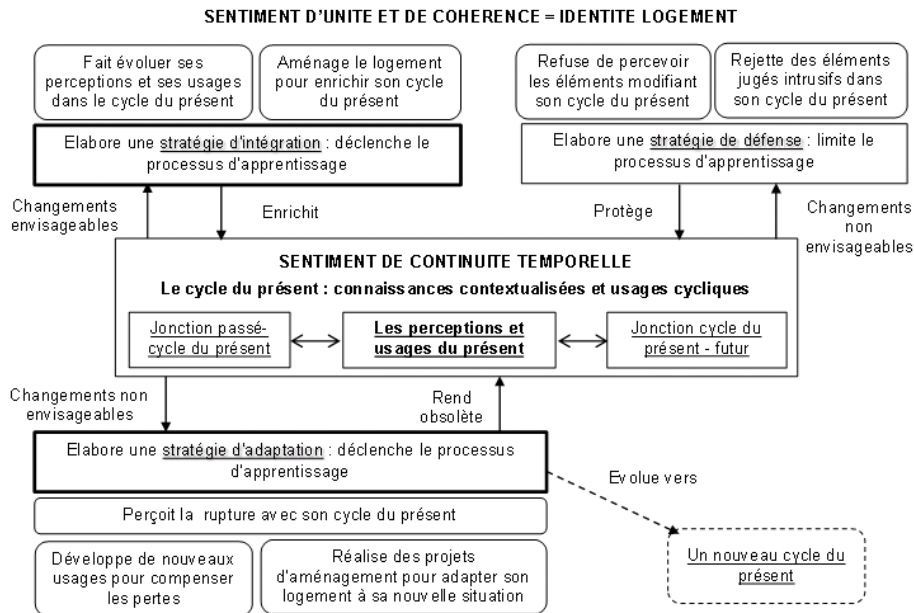 SENTIMENT D'UNITE ET DE COHERENCE = IDENTITE LOGEMENT
Fait évoluer ses
perceptions et ses usages
dans le cycle du présent
Aménage le logement
pour enrichir son cycle
du présent
Refuse de percevoir
les éléments modifiant
son cycle du présent
Rejette des éléments
jugés intrusifs dans
son cycle du présent
Elabore une stratégie d'intégration : déclenche le
processus d'apprentissage
Elabore une stratégie de défense : limite le
processus d'apprentissage
Changements
envisageables
Enrichit
Protège
Changements
non
envisageables
SENTIMENT DE CONTINUITE TEMPORELLE
Le cycle du présent : connaissances contextualisées et usages cycliques
Jonction passé-
cycle du présent
Les perceptions et
usages du présent
Jonction cycle du
présent - futur
Changements non
envisageables
Rend
obsolète
Elabore une stratégie d'adaptation : déclenche le processus
d'apprentissage
Evolue vers
Perçoit la rupture avec son cycle du présent
Développe de nouveaux
usages pour compenser
les pertes
Réalise des projets
d'aménagement pour adapter son
logement à sa nouvelle situation
Un nouveau cycle du
présent